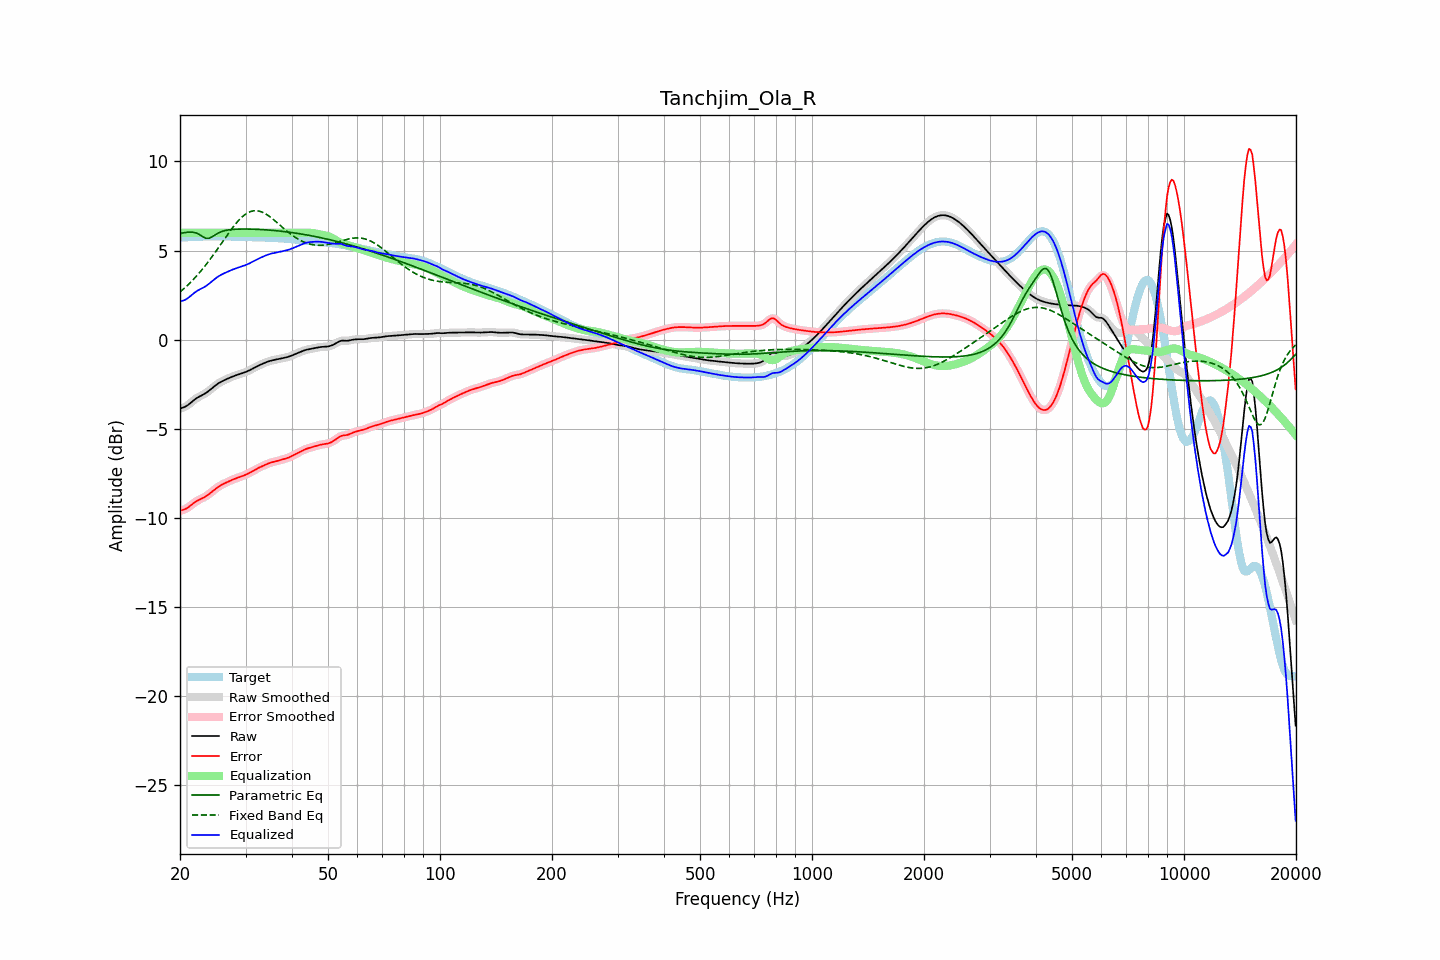 Tanchjim_Ola_R
Amplitude (dBr)
10
5
0
−5
−10
−15
−20
−25
Target
Raw Smoothed
Error Smoothed
Raw
Error
Equalization
Parametric Eq
Fixed Band Eq
Equalized
20 50 100 200 500 1000 2000 5000 10000 20000
Frequency (Hz)